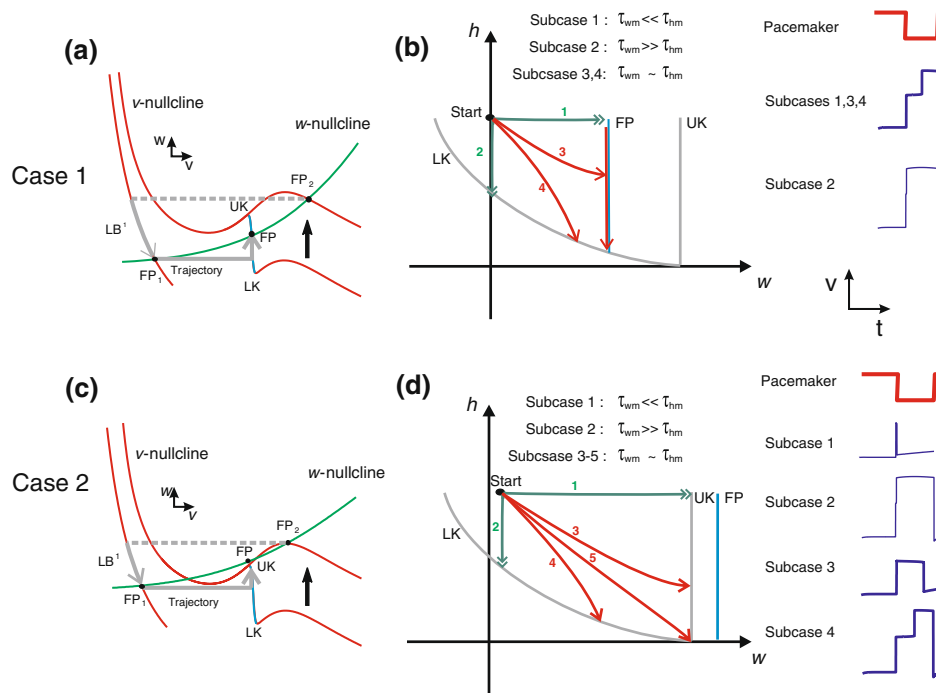 (a)
v-nullcline
w
v
w-nullcline
Case 1
FP2
UK
LB1
FP
FP1
Trajectory
LK
(b)
h
Subcase 1 : τwm << τhm
Subcase 2 : τwm >> τhm
Subcsase 3,4: τwm ~ τhm
Start
1
FP
UK
LK
2
3
4
w
Pacemaker
Subcases 1,3,4
Subcase 2
v
t
(c)
v-nullcline
w
v
w-nullcline
Case 2
FP2
FP
UK
LB1
FP1
Trajectory
LK
(d)
h
Subcase 1 : τwm << τhm
Subcase 2 : τwm >> τhm
Subcsase 3-5: τwm ~ τhm
Start
1
UK
FP
LK
2
3
5
4
w
Pacemaker
Subcase 1
Subcase 2
Subcase 3
Subcase 4